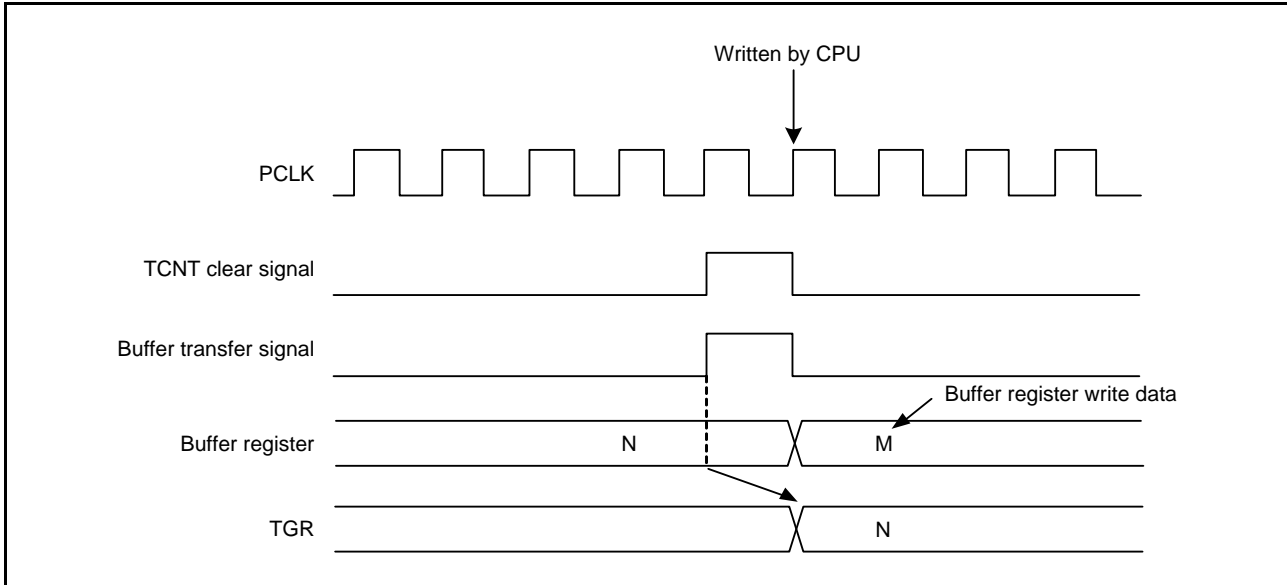 Written by CPU
PCLK
TCNT clear signal
Buffer transfer signal
Buffer register write data
Buffer register
N
M
TGR
N